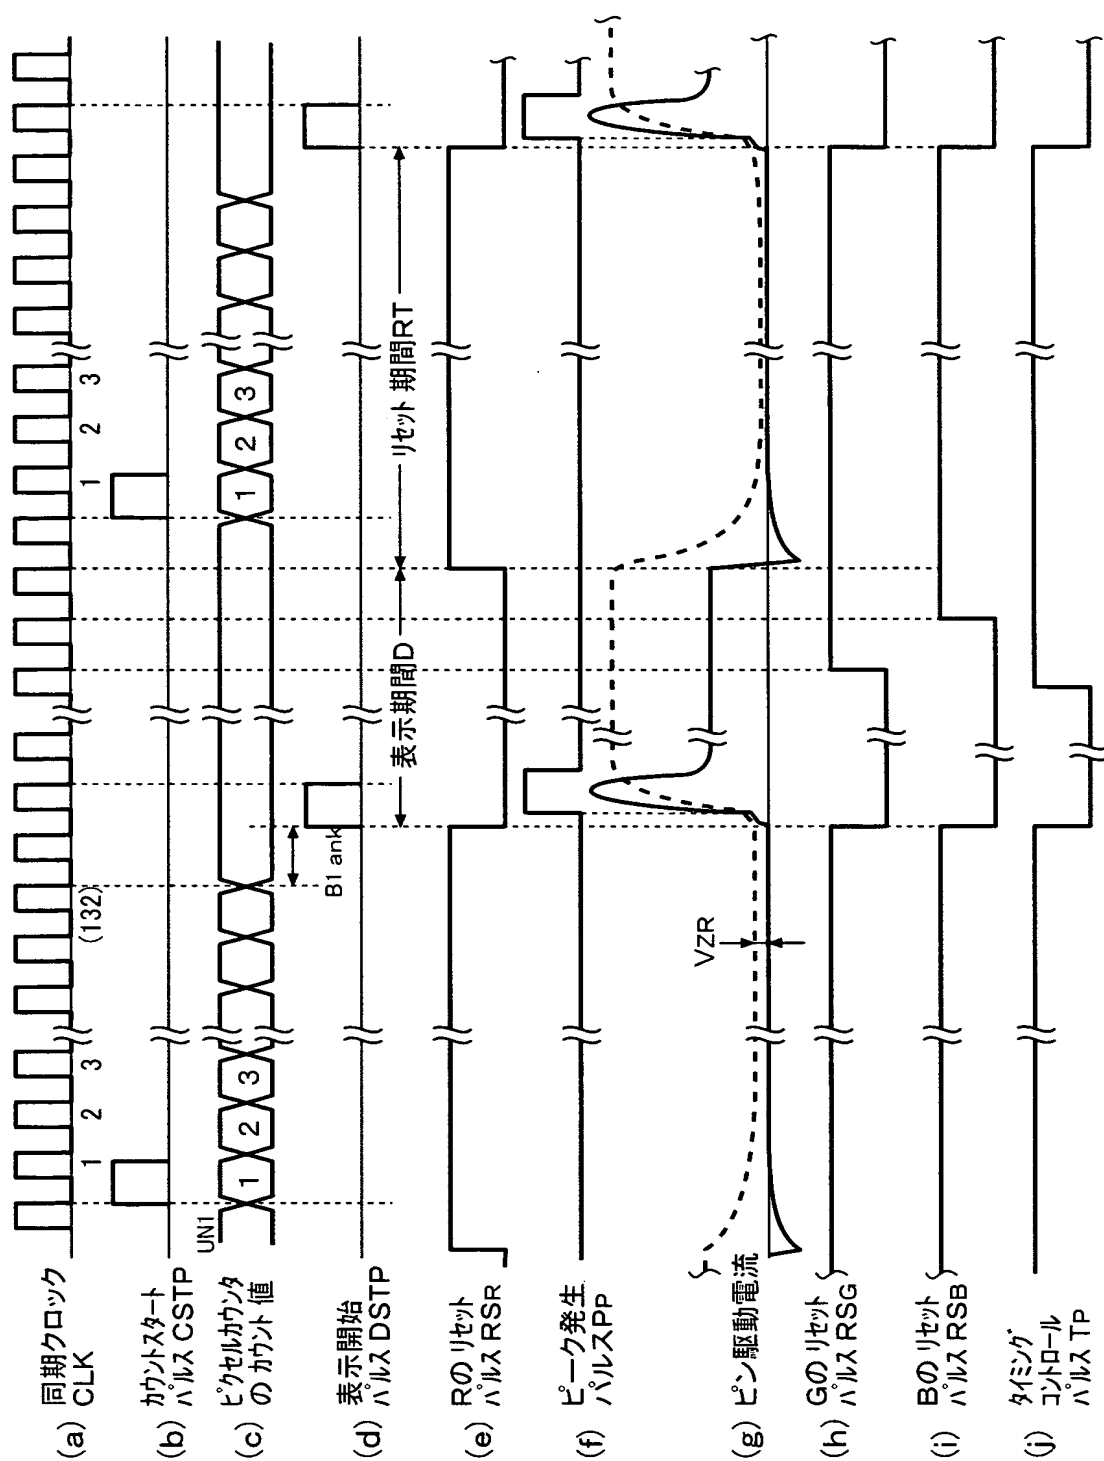 (a) 同期クロック
CLK
1 2 3 (132) 1 2 3
(b) カウントスタート
パルス CSTP
(c) ピクセルカウンタ
の カウント 値
UN1 1 2 3 1 2 3
Bl ank
(d) 表示開始
パルス DSTP
表示期間D リセット 期間RT
(e) Rの リセット
パルス RSR
(f) ピーク発生
パルスPP
(g) ピン駆動電流
VZR
(h) Gの リセット
パルス RSG
(i) Bの リセット
パルス RSB
(j) タイミング
コントロール
パルス TP